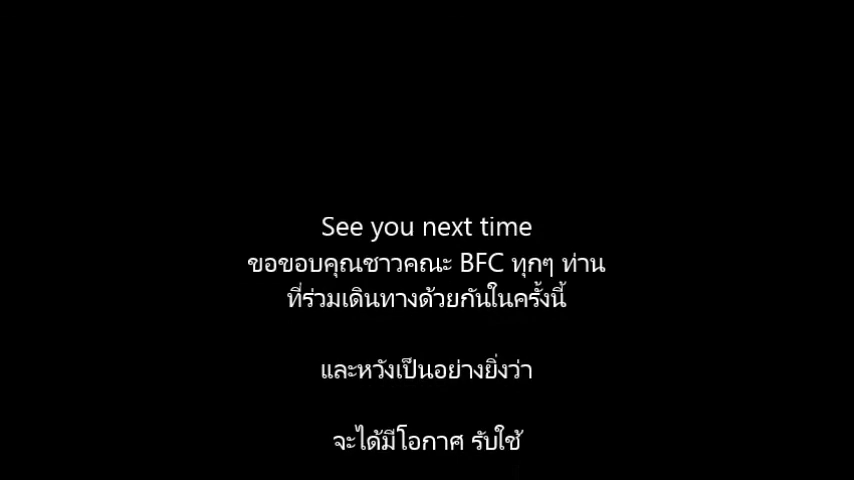 See you next time
ขอขอบคุณชาวคณะ BFC ทุกๆ ท่าน
ที่ร่วมเดินทางด้วยกันในครั้งนี้
และหวังเป็นอย่างยิ่งว่า
จะได้มีโอกาศ รับใช้